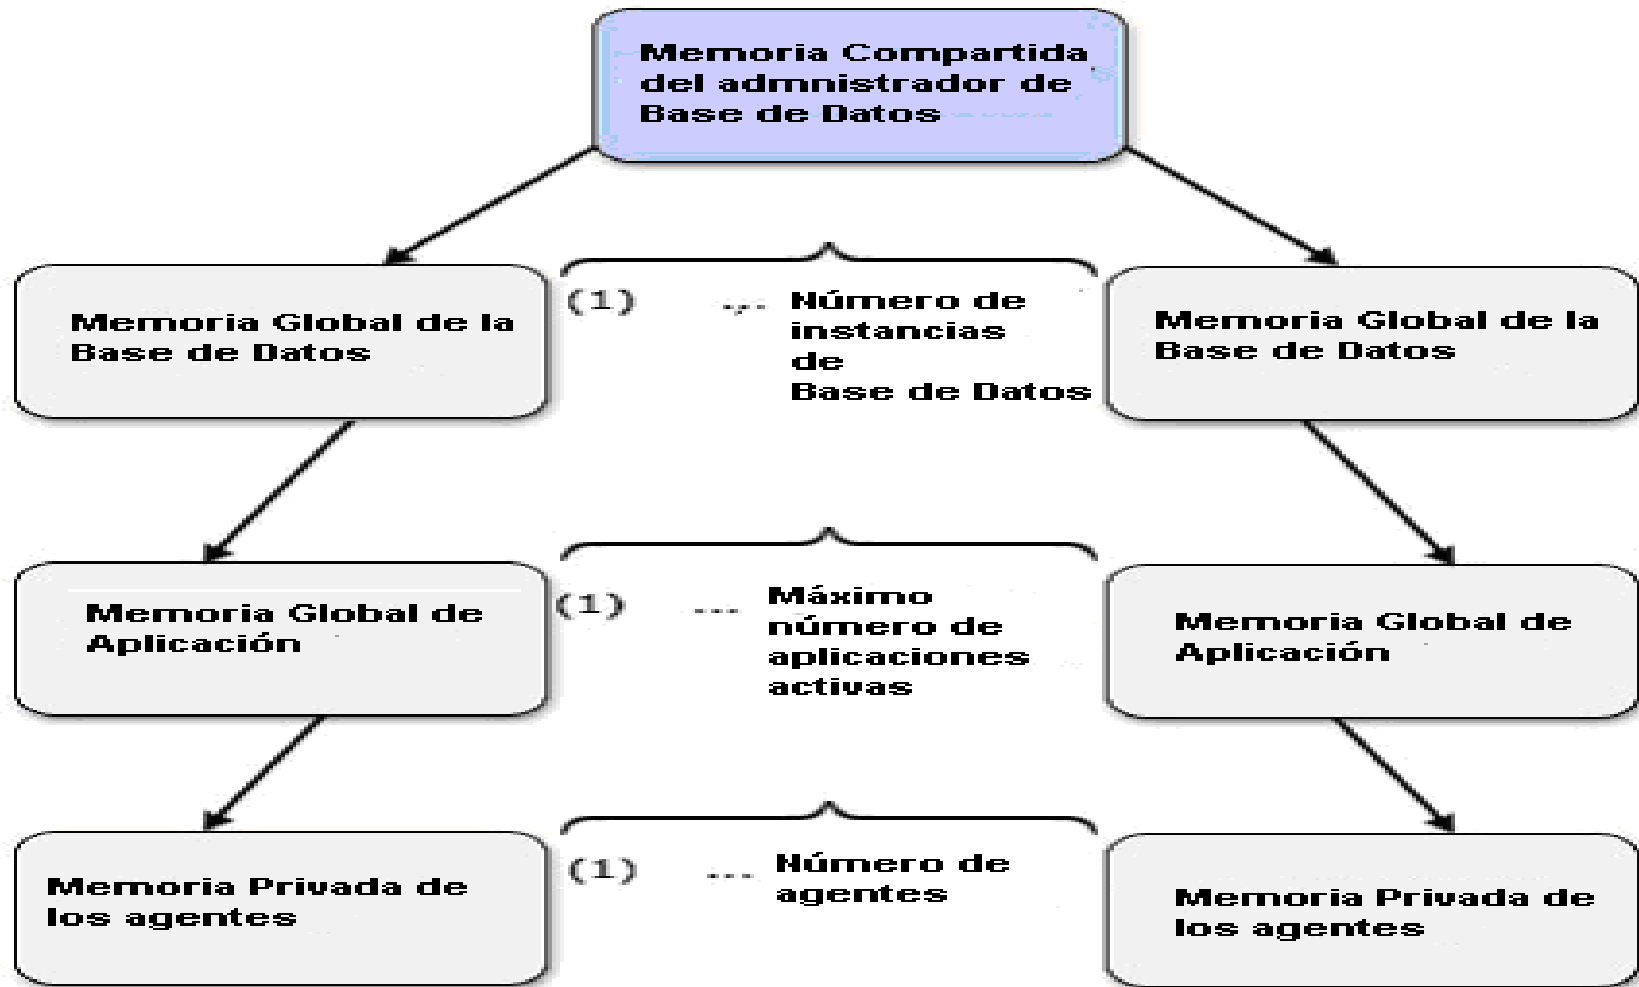 Memoria Compartida
del admnistrador de
Base de Datos
Memoria Global de la
Base de Datos
(1) ... Número de
instancias
de
Base de Datos
Memoria Global de la
Base de Datos
Memoria Global de
Aplicación
(1) ... Máximo
número de
aplicaciones
activas
Memoria Global de
Aplicación
Memoria Privada de
los agentes
(1) ... Número de
agentes
Memoria Privada de
los agentes